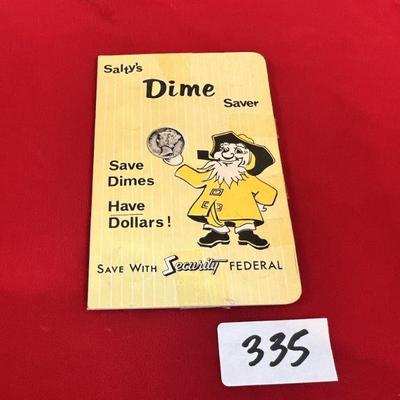 Salty's
Dime
Saver
Save
Dimes
Have
Dollars!
SAVE WITH Security FEDERAL
335